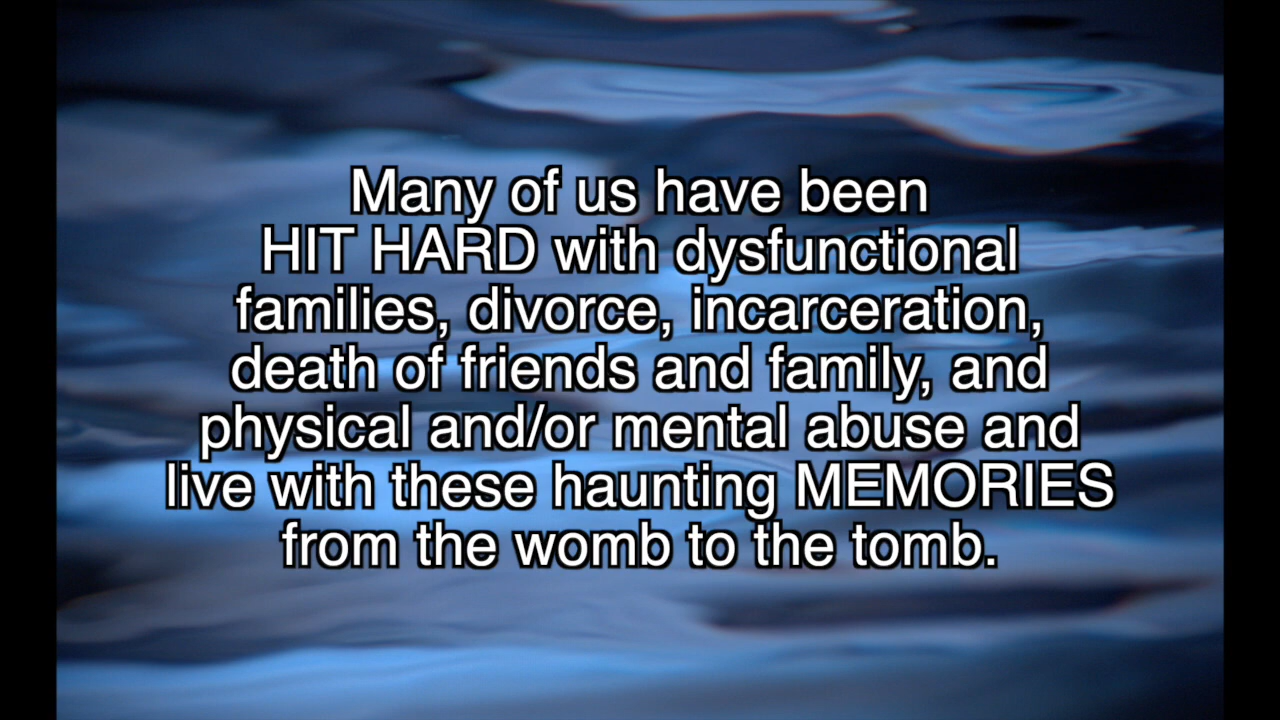 Many of us have been
HIT HARD with dysfunctional
families, divorce, incarceration,
death of friends and family, and
physical and/or mental abuse and
live with these haunting MEMORIES
from the womb to the tomb.